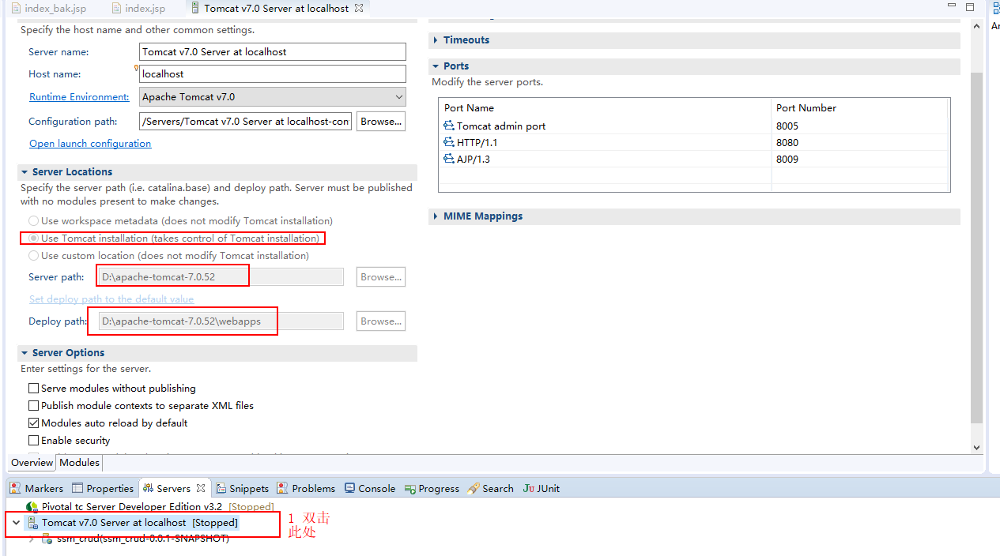 index_bak.jsp
index.jsp
Tomcat v7.0 Server at localhost
Ar
Specify the host name and other common settings.
Server name:
Tomcat v7.0 Server at localhost
Host name:
localhost
Runtime Environment:
Apache Tomcat v7.0
Configuration path:
/Servers/Tomcat v7.0 Server at localhost-con
Browse...
Open launch configuration
Server Locations
Specify the server path (i.e. catalina.base) and deploy path. Server must be published
with no modules present to make changes.
Use workspace metadata (does not modify Tomcat installation)
Use Tomcat installation (takes control of Tomcat installation)
Use custom location (does not modify Tomcat installation)
Server path:
D:\apache-tomcat-7.0.52
Browse...
Set deploy path to the default value
Deploy path:
D:\apache-tomcat-7.0.52\webapps
Browse...
Server Options
Enter settings for the server.
Serve modules without publishing
Publish module contexts to separate XML files
Modules auto reload by default
Enable security
Timeouts
Ports
Modify the server ports.
Port Name Port Number
Tomcat admin port 8005
HTTP/1.1 8080
AJP/1.3 8009
MIME Mappings
Overview Modules
Markers Properties Servers Snippets Problems Console Progress Search JUnit
Pivotal tc Server Developer Edition v3.2 [Stopped]
Tomcat v7.0 Server at localhost [Stopped]
ssm_crud(ssm_crud-0.0.1-SNAPSHOT)
1 双击
此处